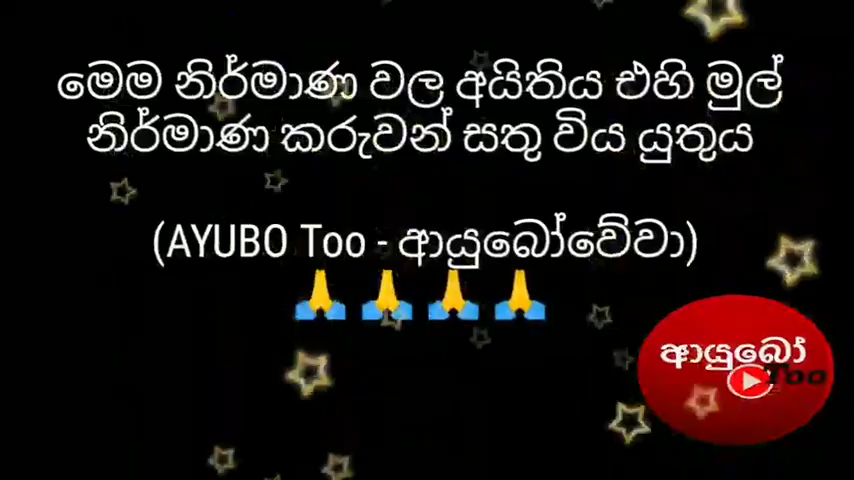 මෙම නිර්මාණ වල අයිතිය එහි මුල්
නිර්මාණ කරුවන් සතු විය යුතුය
(AYUBO Too - ආයුබෝවේවා)
🙏🙏🙏🙏
ආයුබෝ
Too